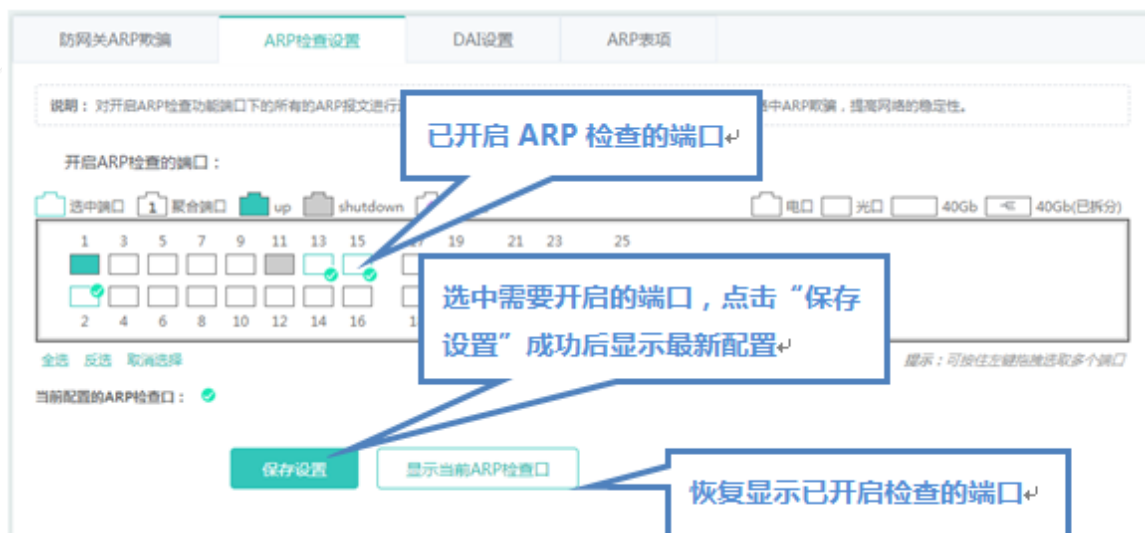 防网关ARP欺骗 ARP检查设置 DAI设置 ARP表项
说明：对开启ARP检查功能端口下的所有的ARP报文进行 中ARP欺骗，提高网络的稳定性。
已开启 ARP 检查的端口↵
开启ARP检查的端口：
选中端口 1 聚合端口 up shutdown 电口 光口 40Gb 40Gb(已拆分)
1 3 5 7 9 11 13 15 17 19 21 23 25
2 4 6 8 10 12 14 16
选中需要开启的端口，点击“保存
设置”成功后显示最新配置↵
全选 反选 取消选择 提示：可按住左键拖拽选取多个端口
当前配置的ARP检查口：
保存设置 显示当前ARP检查口
恢复显示已开启检查的端口↵